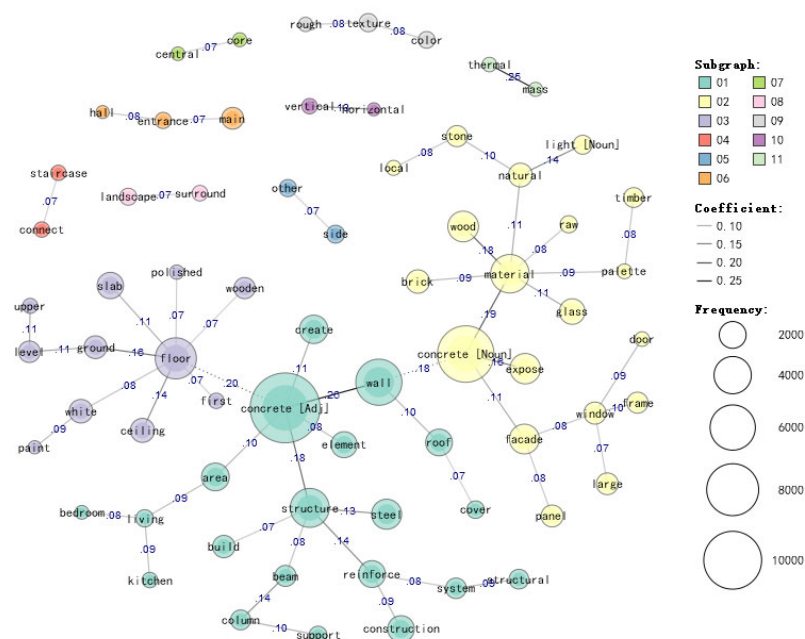 rough .08 texture
.08 color
central .07 core
thermal
.25
mass
hall .08 entrance .07 main
vertical .13 horizontal
stone light [Noun]
local .08 .10 .14
natural
staircase
.07
connect
landscape .07 surround
other
.07
side
timber
.08
wood .11 raw
.18 .08
brick .09 material .09 palette
.11
glass
.19
upper slab polished wooden
.11 .11 .07 .07
level .11 ground .16 floor
create
.11
concrete [Noun]
.16 expose
.18
wall
.20
.20
concrete [Adj]
.07 first
.08 .14
white ceiling
.09
paint
.08
element
.10
roof
.07
cover
.11
facade .08 window .10 frame
door
.09
.07
large
.08
panel
.10
area
.09
bedroom .08 living
.09
kitchen
.18
structure .13 steel
.07
build
.08
beam
.14
column
.10
support
.14
reinforce .08 system .09 structural
.09
construction
Subgraph:
01 07
02 08
03 09
04 10
05 11
06
Coefficient:
0.10
0.15
0.20
0.25
Frequency:
2000
4000
6000
8000
10000